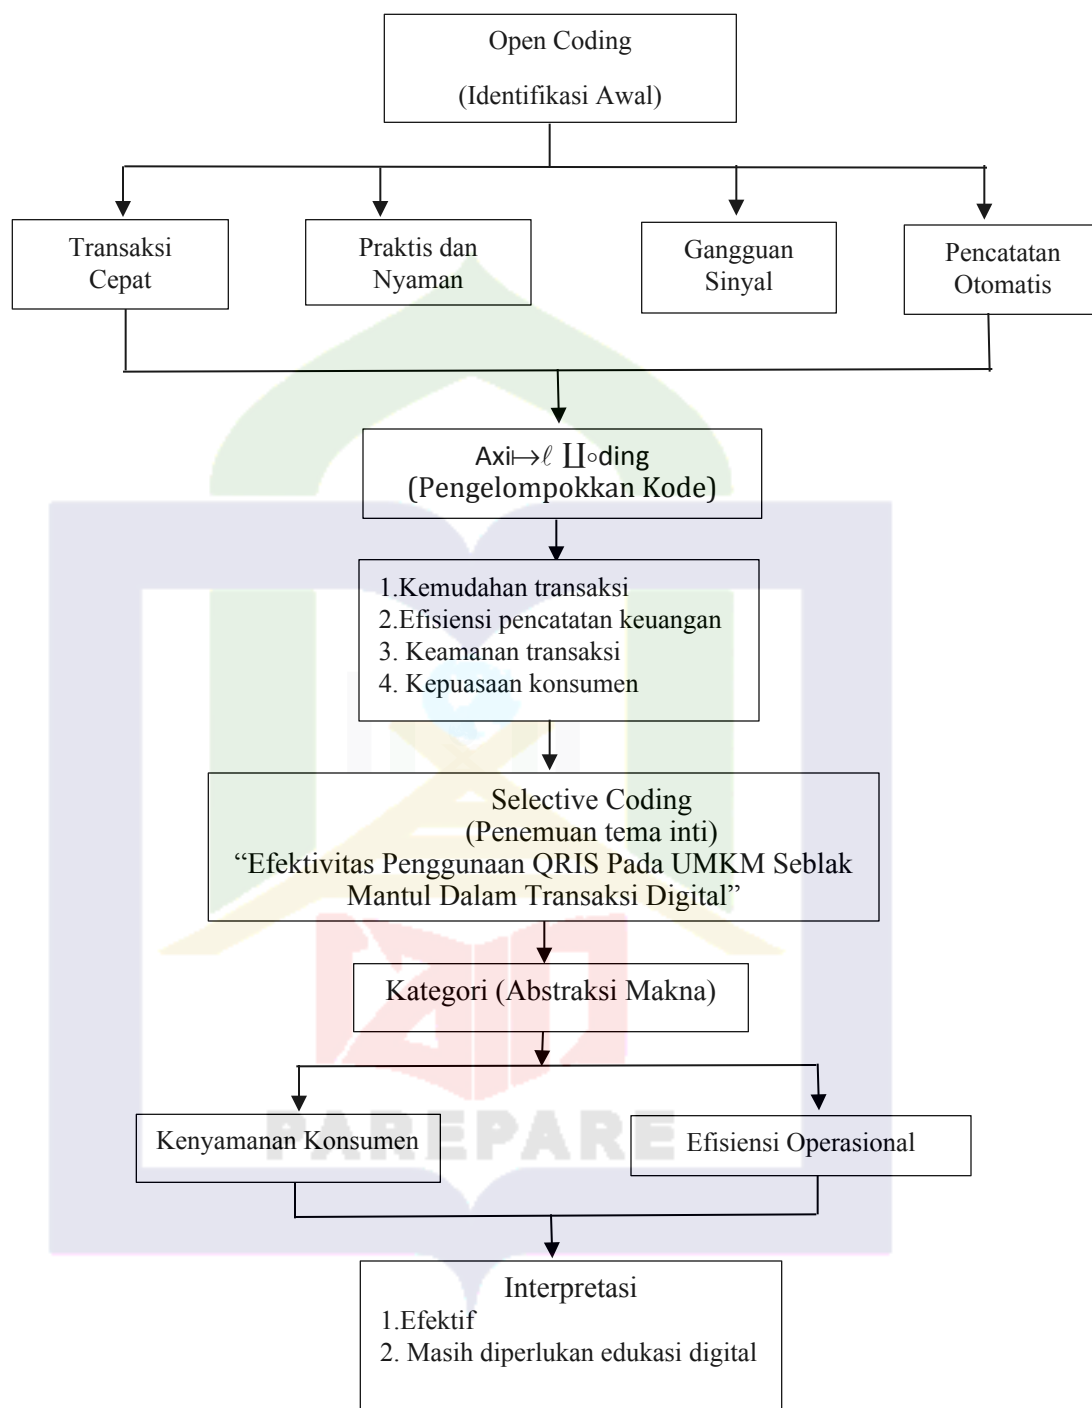 Open Coding
(Identifikasi Awal)
Transaksi
Cepat
Praktis dan
Nyaman
Gangguan
Sinyal
Pencatatan
Otomatis
Axi↦ℓ ∐∘ding
(Pengelompokkan Kode)
1.Kemudahan transaksi
2.Efisiensi pencatatan keuangan
3. Keamanan transaksi
4. Kepuasaan konsumen
Selective Coding
(Penemuan tema inti)
“Efektivitas Penggunaan QRIS Pada UMKM Seblak
Mantul Dalam Transaksi Digital”
Kategori (Abstraksi Makna)
Kenyamanan Konsumen
Efisiensi Operasional
PAREPARE
Interpretasi
1.Efektif
2. Masih diperlukan edukasi digital